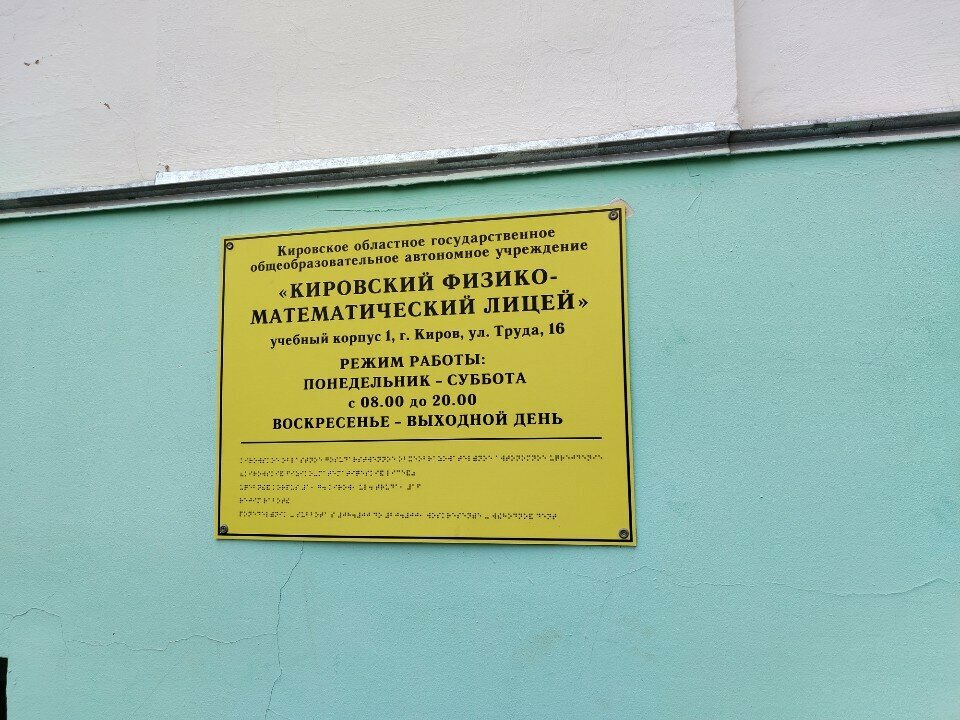 Кировское областное государственное
общеобразовательное автономное учреждение
«КИРОВСКИЙ ФИЗИКО-
МАТЕМАТИЧЕСКИЙ ЛИЦЕЙ»
учебный корпус 1, г. Киров, ул. Труда, 16
РЕЖИМ РАБОТЫ:
ПОНЕДЕЛЬНИК – СУББОТА
с 08.00 до 20.00
ВОСКРЕСЕНЬЕ – ВЫХОДНОЙ ДЕНЬ